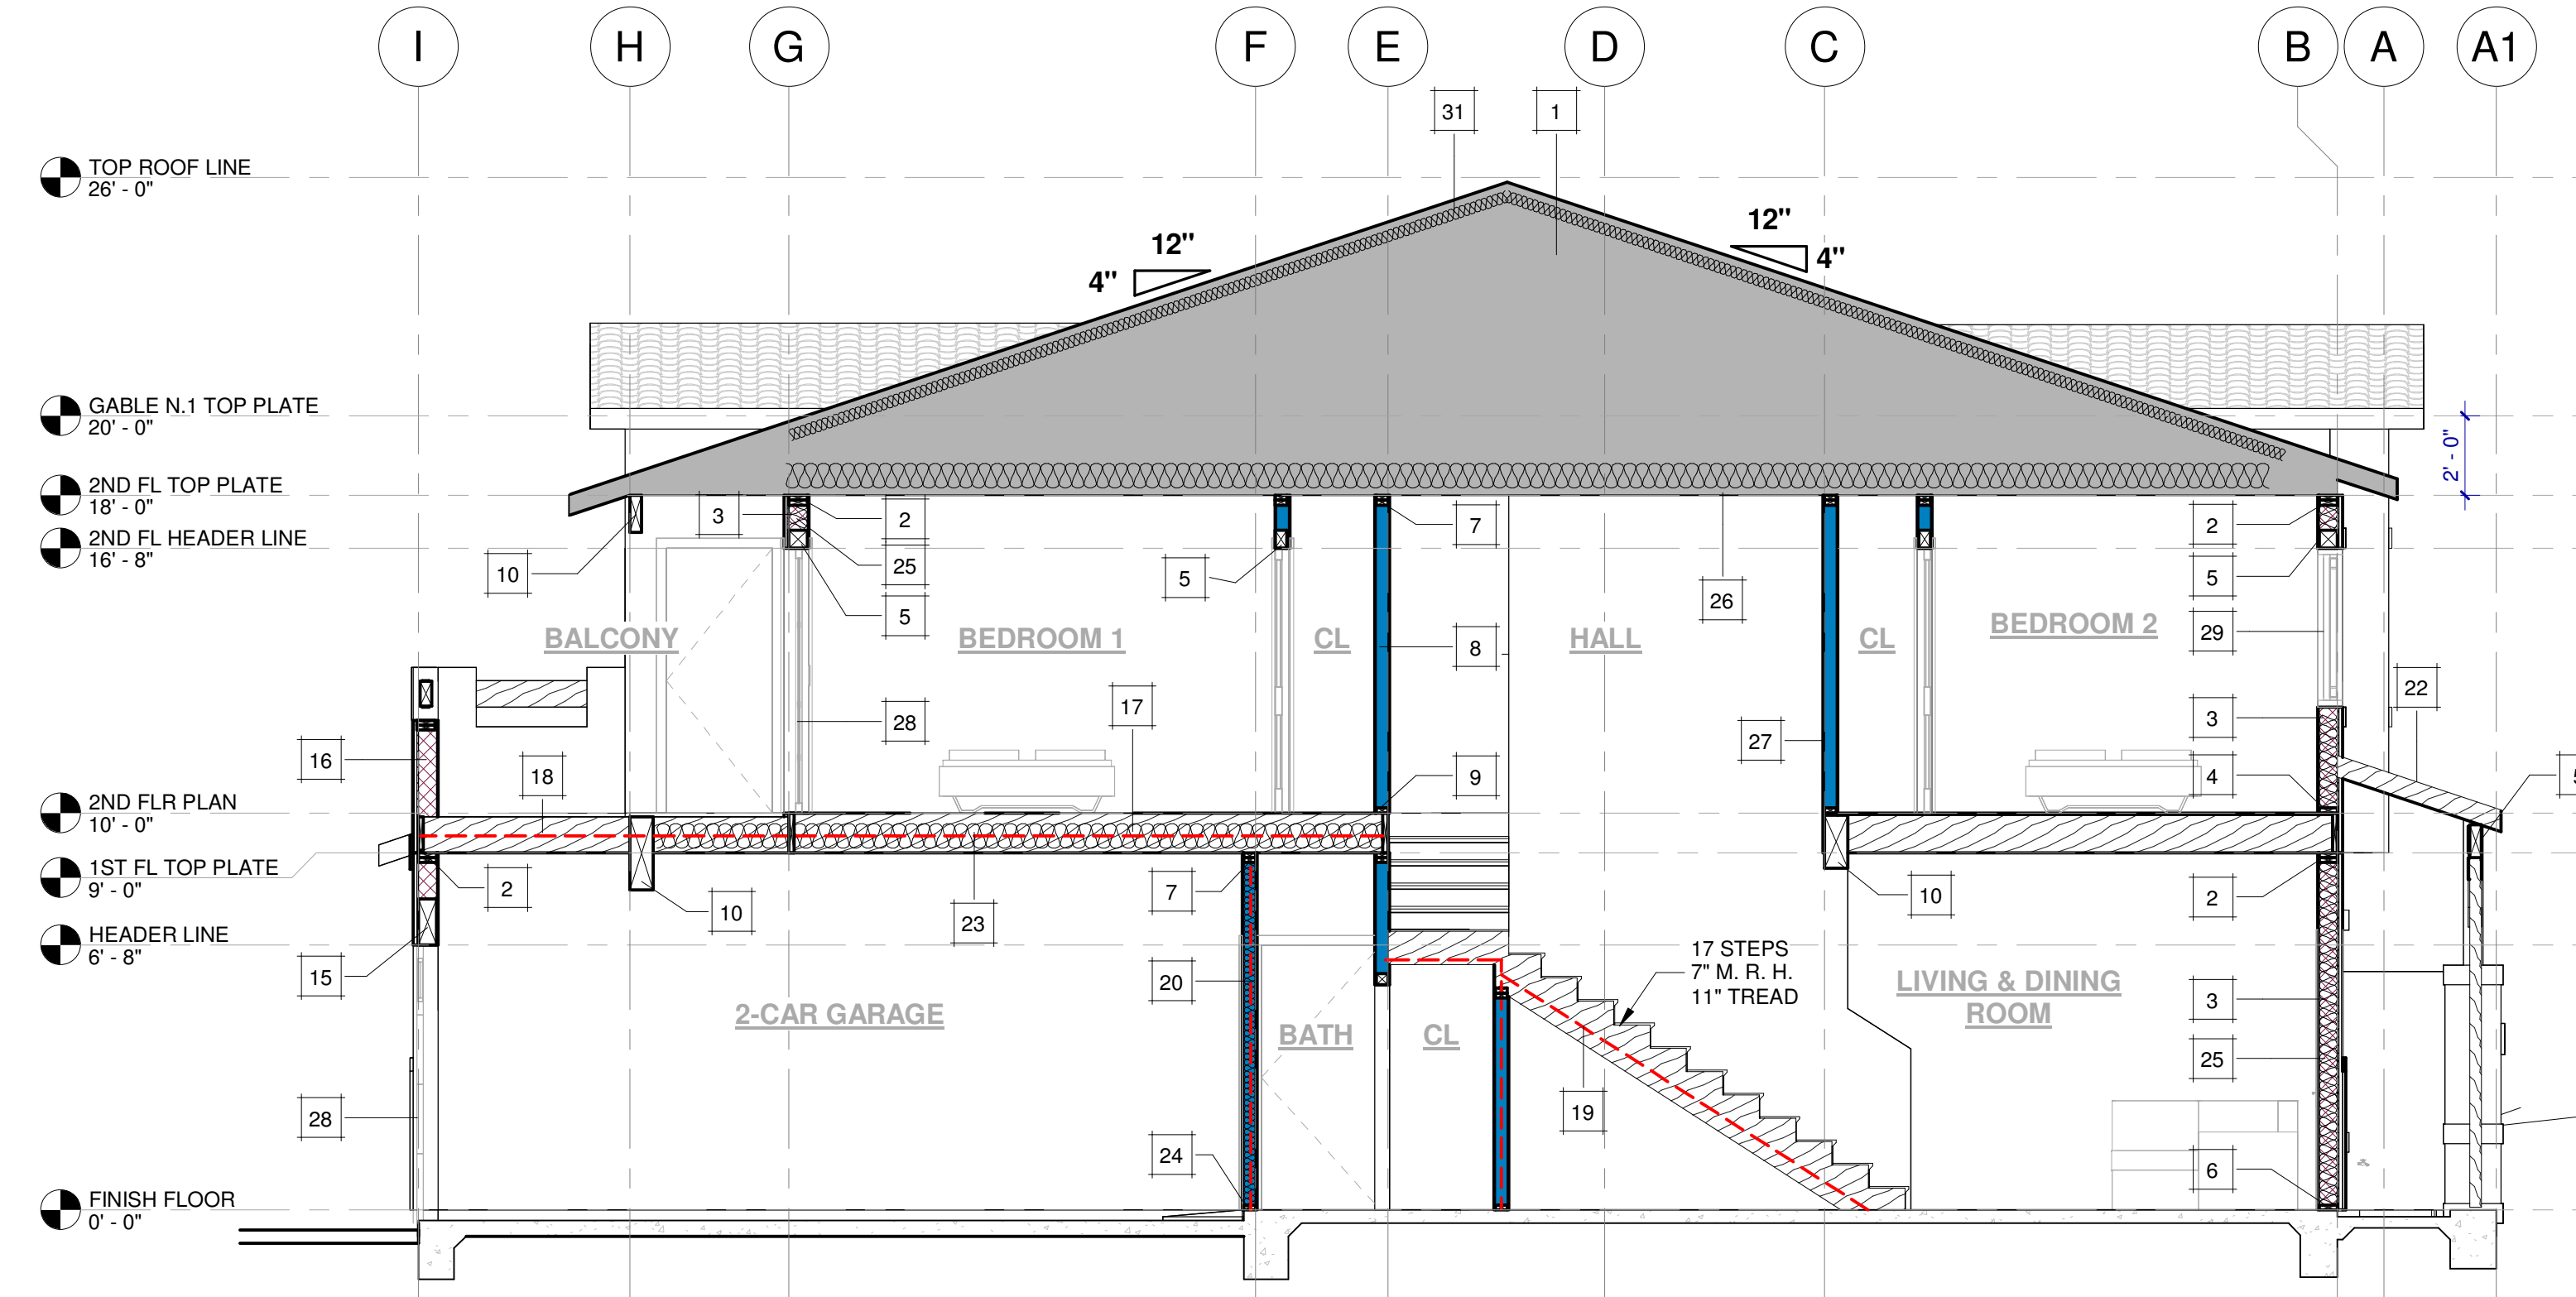 I H G F E D C B A A1
31 1
TOP ROOF LINE
26' - 0"
12"
4"
12"
4"
GABLE N.1 TOP PLATE
20' - 0"
2' - 0"
2ND FL TOP PLATE
18' - 0"
2ND FL HEADER LINE
16' - 8"
3 2 7 2
10 25 5 5
5 26
BALCONY BEDROOM 1 CL 8 HALL CL BEDROOM 2 29
28 17 27 3 22
16 18 9 4
2ND FLR PLAN
10' - 0"
1ST FL TOP PLATE
9' - 0"
2 10 23 7 10 2
HEADER LINE
6' - 8"
15 20
17 STEPS
7" M. R. H.
11" TREAD
LIVING & DINING
ROOM
3
2-CAR GARAGE BATH CL
25
28 19
24 6
FINISH FLOOR
0' - 0"